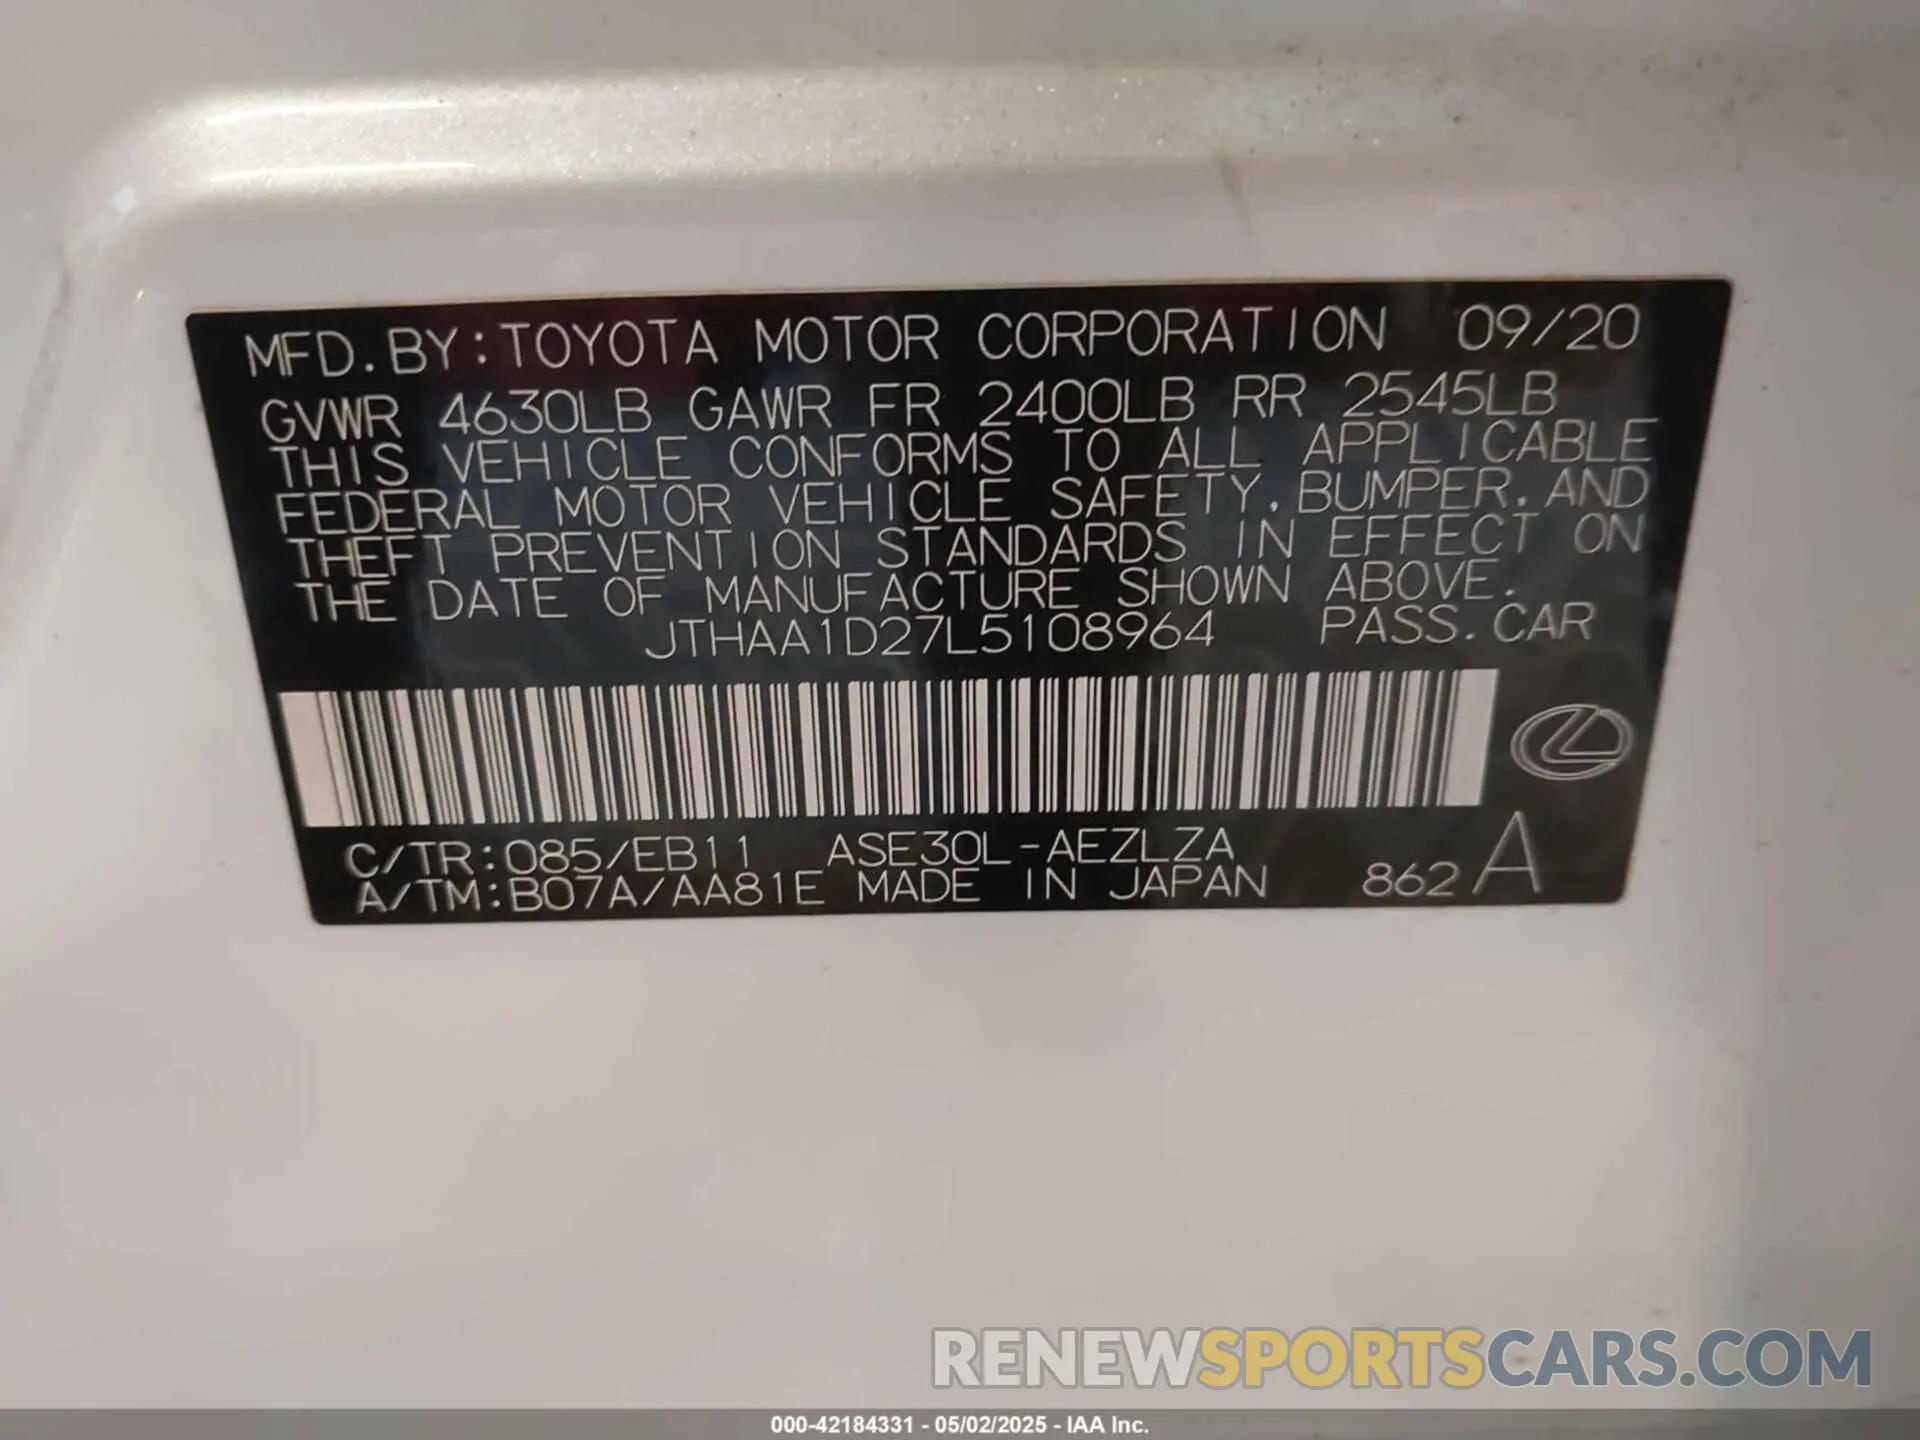 MFD.BY:TOYOTA MOTOR CORPORATION 09/20
GVWR 4630LB GAWR FR 2400LB RR 2545LB
THIS VEHICLE CONFORMS TO ALL APPLICABLE
FEDERAL MOTOR VEHICLE SAFETY,BUMPER,AND
THEFT PREVENTION STANDARDS IN EFFECT ON
THE DATE OF MANUFACTURE SHOWN ABOVE.
JTHAA1D27L5108964 PASS.CAR
C/TR:085/EB11 ASE30L-AEZLZA
A/TM:B07A/AA81E MADE IN JAPAN 862 A
RENEWSPORTSCARS.COM
000-42184331 - 05/02/2025 - IAA Inc.